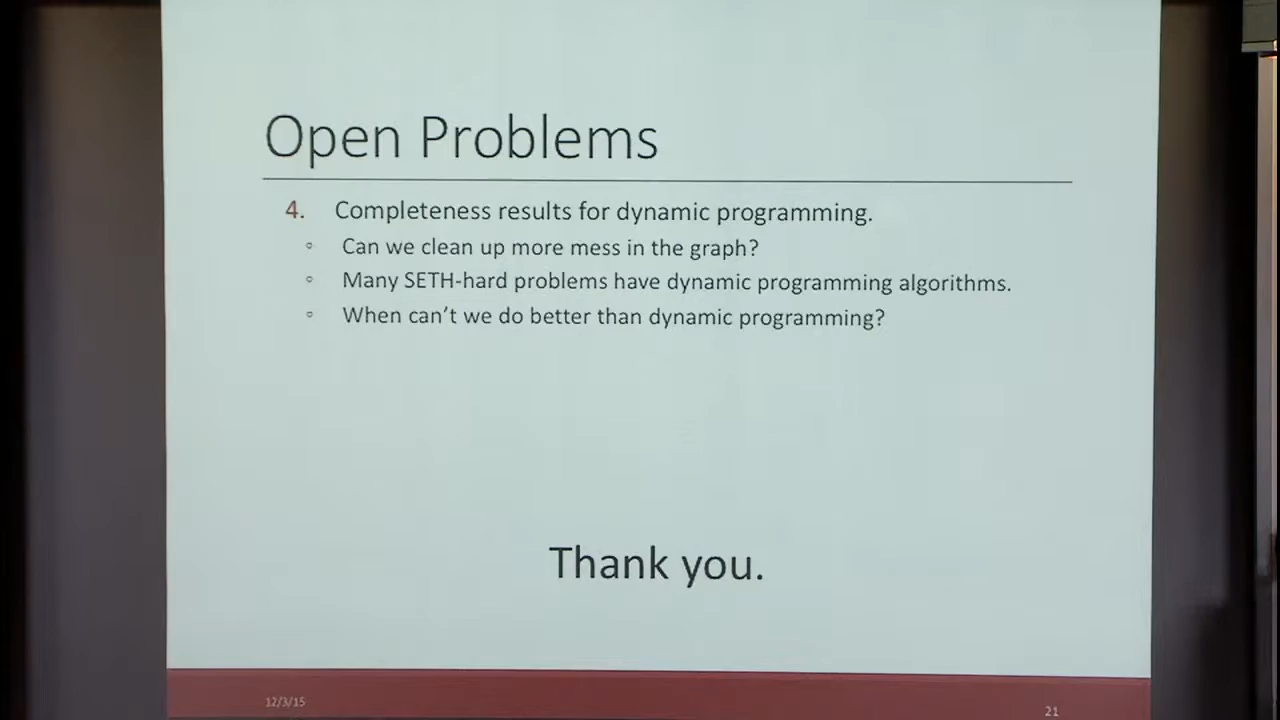 Open Problems
4. Completeness results for dynamic programming.
◦ Can we clean up more mess in the graph?
◦ Many SETH-hard problems have dynamic programming algorithms.
◦ When can't we do better than dynamic programming?
Thank you.
12/3/15
21